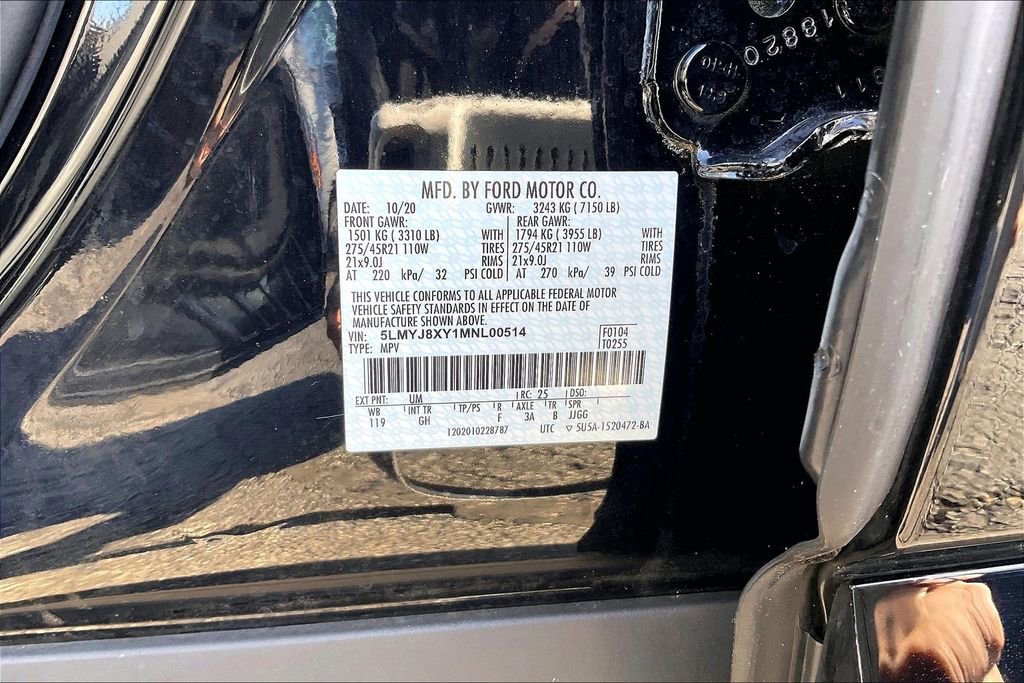 18820
MFD. BY FORD MOTOR CO.
DATE: 10/20 GVWR: 3243 KG ( 7150 LB)
FRONT GAWR: REAR GAWR:
1501 KG ( 3310 LB) WITH 1794 KG ( 3955 LB) WITH
275/45R21 110W TIRES 275/45R21 110W TIRES
21x9.0J RIMS 21x9.0J RIMS
AT 220 kPa/ 32 PSI COLD AT 270 kPa/ 39 PSI COLD
THIS VEHICLE CONFORMS TO ALL APPLICABLE FEDERAL MOTOR
VEHICLE SAFETY STANDARDS IN EFFECT ON THE DATE OF
MANUFACTURE SHOWN ABOVE.
VIN: 5LMYJ8XY1MNL00514 F0104
TYPE: MPV T0255
EXT PNT: UM RC: 25 DSO:
WB INT TR TP/PS R AXLE TR SPR
119 GH F 3A B JJGG
1202010228787 UTC ▽ 5U5A-1520472-BA